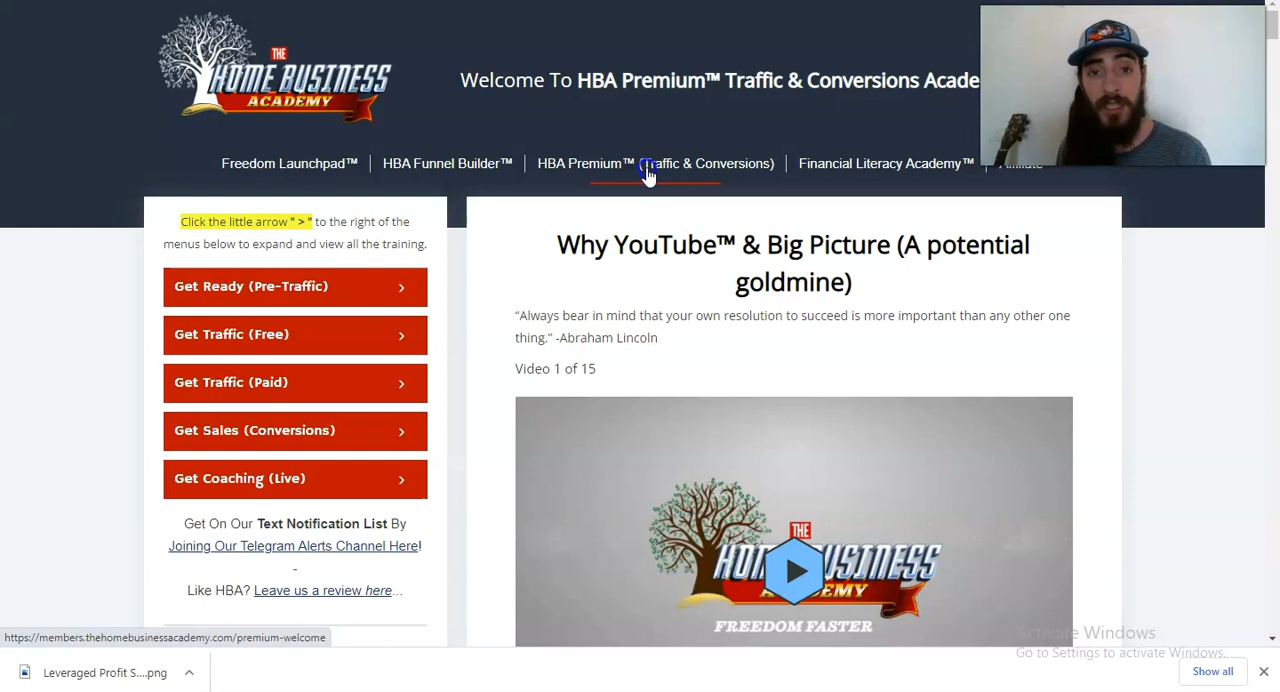 THE
HOME BUSINESS
ACADEMY
Welcome To HBA Premium™ Traffic & Conversions Acade
Freedom Launchpad™
HBA Funnel Builder™
HBA Premium™ (Traffic & Conversions)
Financial Literacy Academy™
Affiliate
Click the little arrow " > " to the right of the
menus below to expand and view all the training.
Get Ready (Pre-Traffic)
Get Traffic (Free)
Get Traffic (Paid)
Get Sales (Conversions)
Get Coaching (Live)
Get On Our Text Notification List By
Joining Our Telegram Alerts Channel Here!
-
Like HBA? Leave us a review here...
Why YouTube™ & Big Picture (A potential
goldmine)
“Always bear in mind that your own resolution to succeed is more important than any other one
thing.” -Abraham Lincoln
Video 1 of 15
THE
HOME BUSINESS
ACADEMY
FREEDOM FASTER
Activate Windows
Go to Settings to activate Windows.
https://members.thehomebusinessacademy.com/premium-welcome
Leveraged Profit S....png
Show all